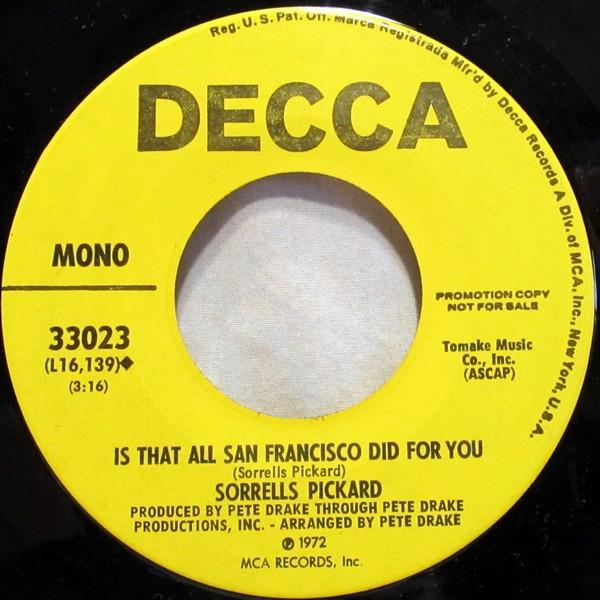 Reg. U.S. Pat. Off. Marca Registrada Mfr'd by Decca Records A Div. of MCA, Inc., New York, U.S.A.
DECCA
MONO
33023
(L16,139)◆
(3:16)
PROMOTION COPY
NOT FOR SALE
Tomake Music
Co., Inc.
(ASCAP)
IS THAT ALL SAN FRANCISCO DID FOR YOU
(Sorrells Pickard)
SORRELLS PICKARD
PRODUCED BY PETE DRAKE THROUGH PETE DRAKE
PRODUCTIONS, INC. - ARRANGED BY PETE DRAKE
℗ 1972
MCA RECORDS, Inc.